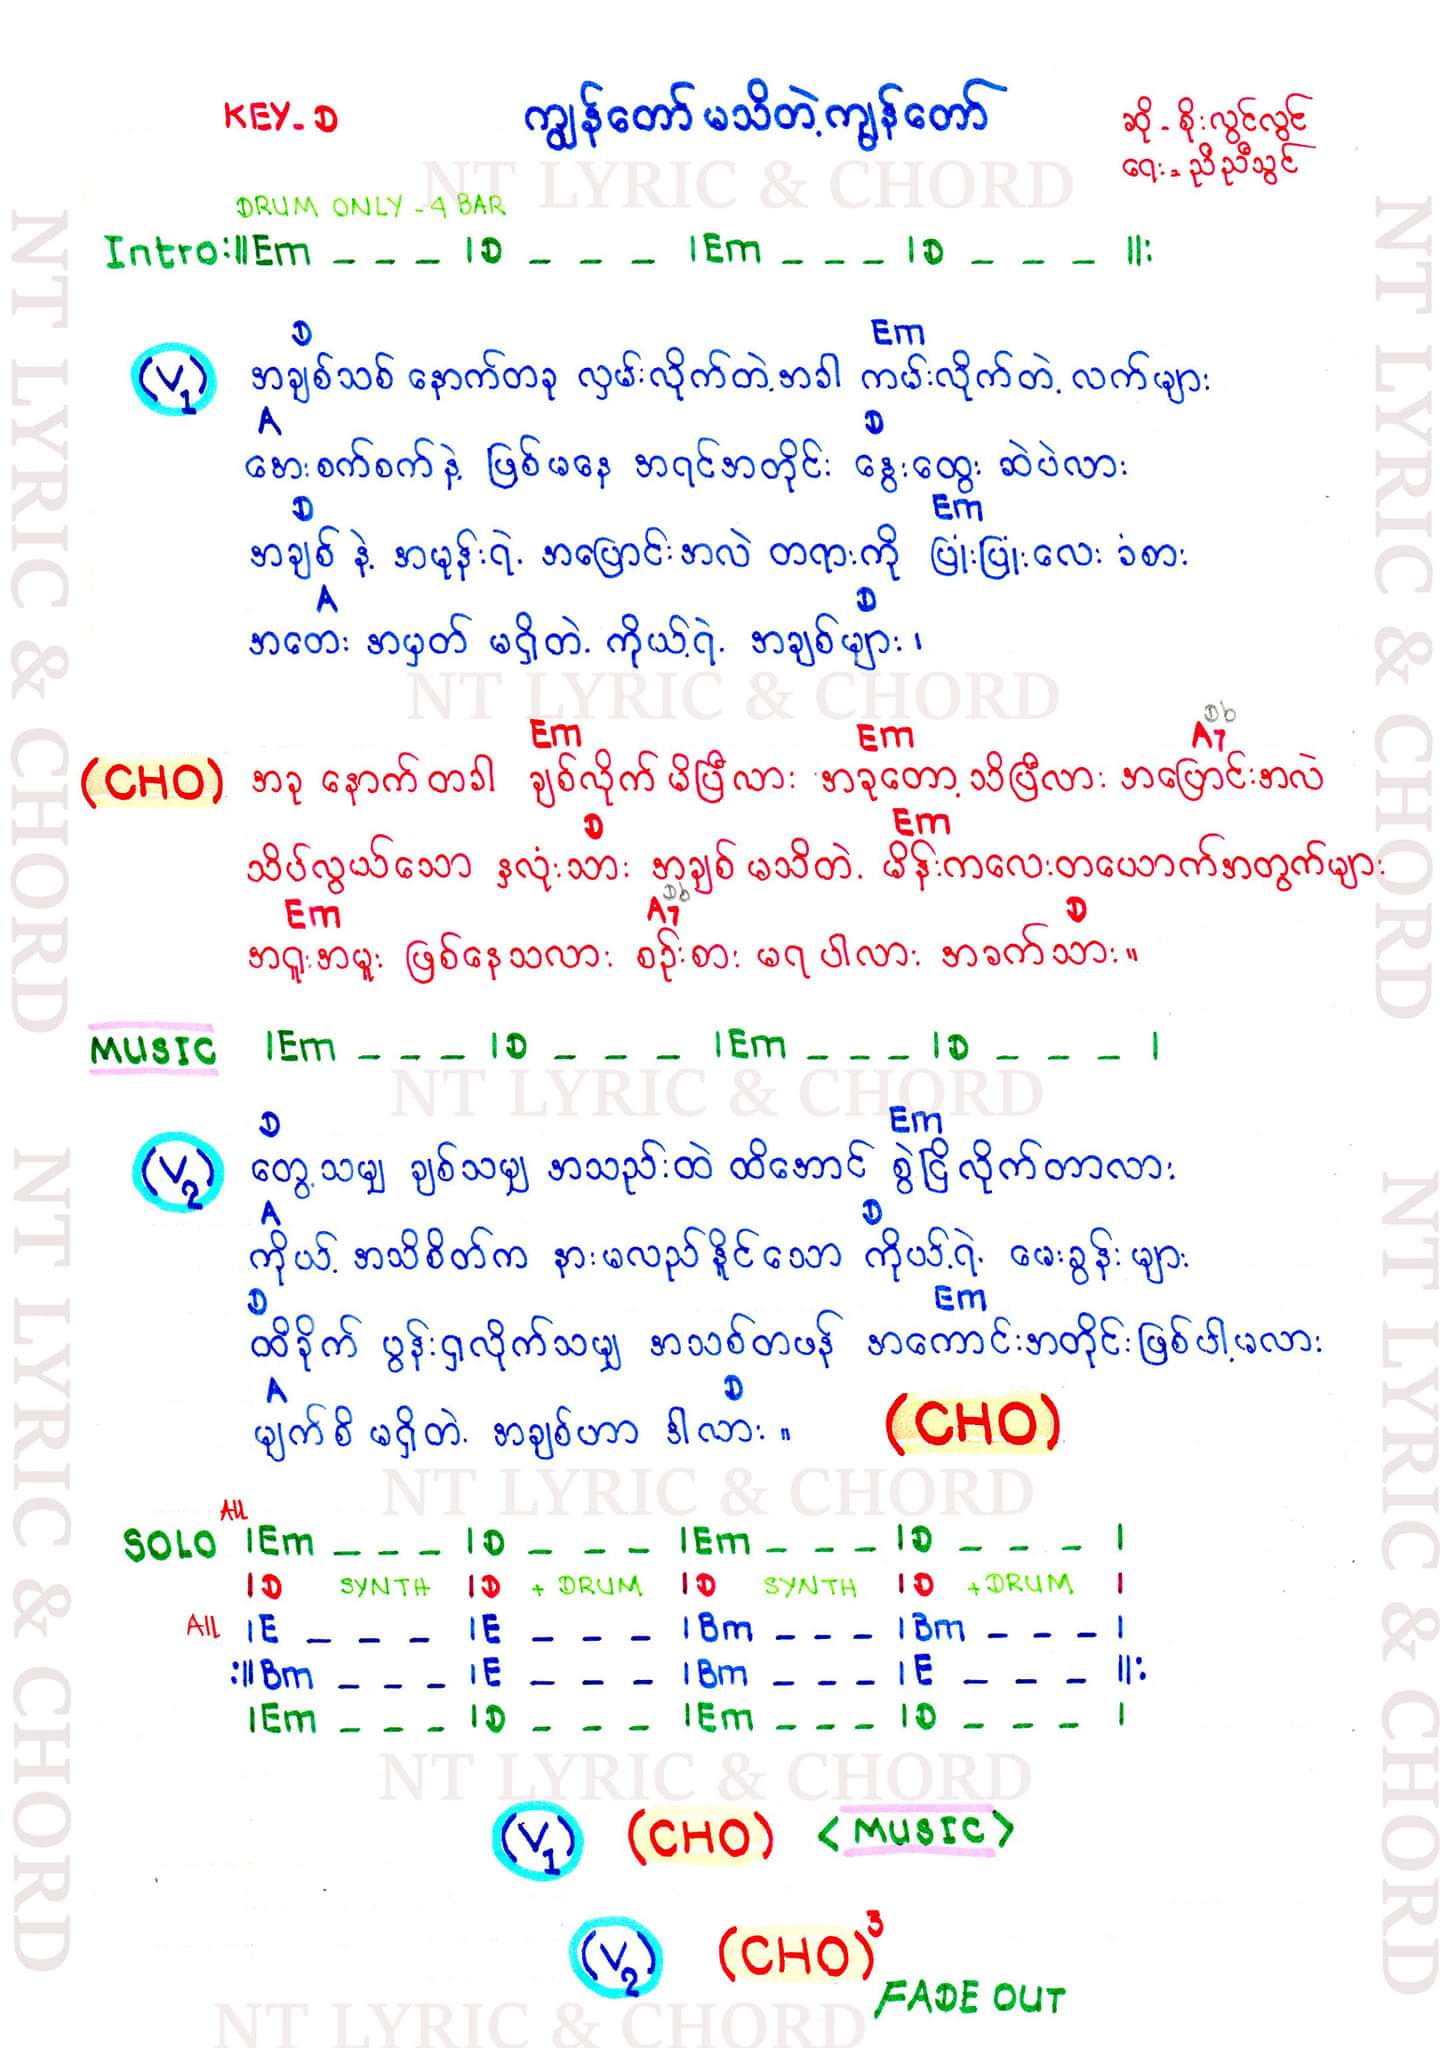 KEY - D ကျွန်တော်မသိတဲ့ကျွန်တော် ဆို - စိုးလွင်လွင်
ရေး - ညီညီသွင်
NT LYRIC & CHORD
DRUM ONLY - 4 BAR
Intro :||Em _ _ _ |D _ _ _ |Em _ _ _ |D _ _ _ ||:
D Em
(V1) အချစ်သစ် နောက်တခု လှမ်းလိုက်တဲ့အခါ ကမ်းလိုက်တဲ့ လက်များ
A D
အေးစက်စက်နဲ့ ဖြစ်မနေ အရင်အတိုင်း နွေးထွေး ဆဲပဲလား
D Em
အချစ် နဲ့ အမုန်းရဲ့ အပြောင်းအလဲ တရားကို ပြုံးပြုံးလေး ခံစား
A D
အတေး အမှတ် မရှိတဲ့ ကိုယ့်ရဲ့ အချစ်များ၊
NT LYRIC & CHORD
Em Em A7 Db
(CHO) အခု နောက်တခါ ချစ်လိုက်မိပြီလား အခုတော့သိပြီလား အပြောင်းအလဲ
D Em
သိပ်လွယ်သော နှလုံးသား အချစ်မသိတဲ့ မိန်းကလေးတယောက်အတွက်များ
Em A7 Db D
အရူးအမူး ဖြစ်နေသလား စဉ်းစား မရပါလား အခက်သား။
MUSIC |Em _ _ _ |D _ _ _ |Em _ _ _ |D _ _ _ |
NT LYRIC & CHORD
D Em
(V2) တွေ့သမျှ ချစ်သမျှ အသည်းထဲ ထိအောင် စွဲငြိလိုက်တာလား
A D
ကိုယ့် အသိစိတ်က နားမလည်နိူင်သော ကိုယ့်ရဲ့ မေးခွန်းများ
D Em
ထိခိုက် ပွန်းရှလိုက်သမျှ အသစ်တဖန် အကောင်းအတိုင်းဖြစ်ပါ့မလား
A D
မျက်စိ မရှိတဲ့ အချစ်ဟာ ဒါလား။ (CHO)
NT LYRIC & CHORD
All
SOLO |Em _ _ _ |D _ _ _ |Em _ _ _ |D _ _ _ |
|D SYNTH |D + DRUM |D SYNTH |D + DRUM |
All |E _ _ _ |E _ _ _ |Bm _ _ _ |Bm _ _ _ |
:||Bm _ _ _ |E _ _ _ |Bm _ _ _ |E _ _ _ ||:
|Em _ _ _ |D _ _ _ |Em _ _ _ |D _ _ _ |
NT LYRIC & CHORD
(V1) (CHO) <MUSIC>
(V2) (CHO)3
FADE OUT
NT LYRIC & CHORD
NT LYRIC & CHORD
NT LYRIC & CHORD
NT LYRIC & CHORD
NT LYRIC & CHORD